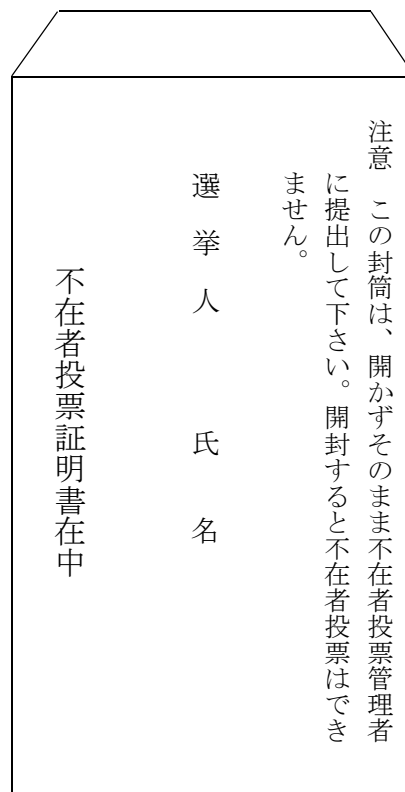 注意　この封筒は、開かずそのまま不在者投票管理者
に提出して下さい。開封すると不在者投票はでき
ません。
選挙人　氏名
不在者投票証明書在中